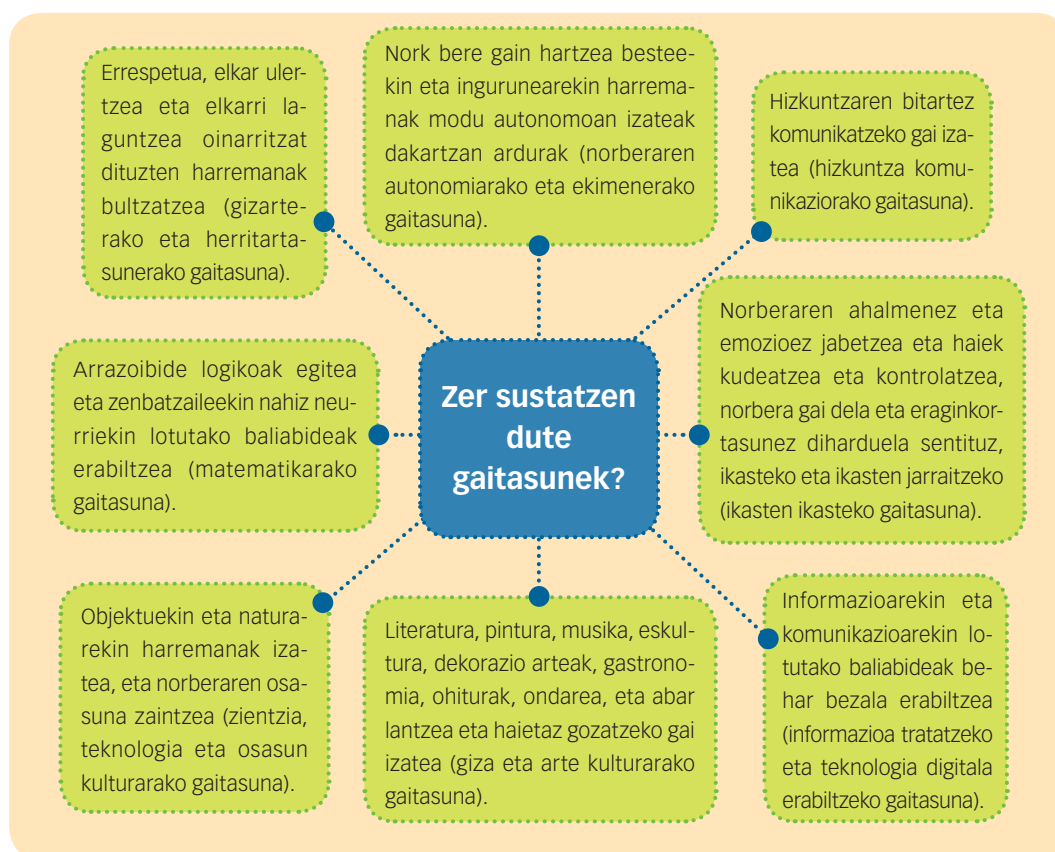 Errespetua, elkar uler-
tzea eta elkarri la-
guntzea oinarritzat
dituzten harremanak
bultzatzea (gizarte-
rako eta herritarta-
sunerako gaitasuna).
Nork bere gain hartzea bestee-
kin eta ingurunearekin harrema-
nak modu autonomoan izateak
dakartzan ardurak (norberaren
autonomiarako eta ekimenerako
gaitasuna).
Hizkuntzaren bitartez
komunikatzeko gai iza-
tea (hizkuntza komu-
nikaziorako gaitasuna).
Arrazoibide logikoak egitea
eta zenbatzaileekin nahiz neu-
rriekin lotutako baliabideak
erabiltzea (matematikarako
gaitasuna).
Zer sustatzen
dute
gaitasunek?
Norberaren ahalmenez eta
emozioez jabetzea eta haiek
kudeatzea eta kontrolatzea,
norbera gai dela eta eraginkor-
tasunez diharduela sentituz,
ikasteko eta ikasten jarraitzeko
(ikasten ikasteko gaitasuna).
Objektuekin eta natura-
rekin harremanak iza-
tea, eta norberaren osa-
suna zaintzea (zientzia,
teknologia eta osasun
kulturarako gaitasuna).
Literatura, pintura, musika, eskul-
tura, dekorazio arteak, gastrono-
mia, ohiturak, ondarea, eta abar
lantzea eta haietaz gozatzeko gai
izatea (giza eta arte kulturarako
gaitasuna).
Informazioarekin eta
komunikazioarekin lo-
tutako baliabideak be-
har bezala erabiltzea
(informazioa tratatzeko
eta teknologia digitala
erabiltzeko gaitasuna).